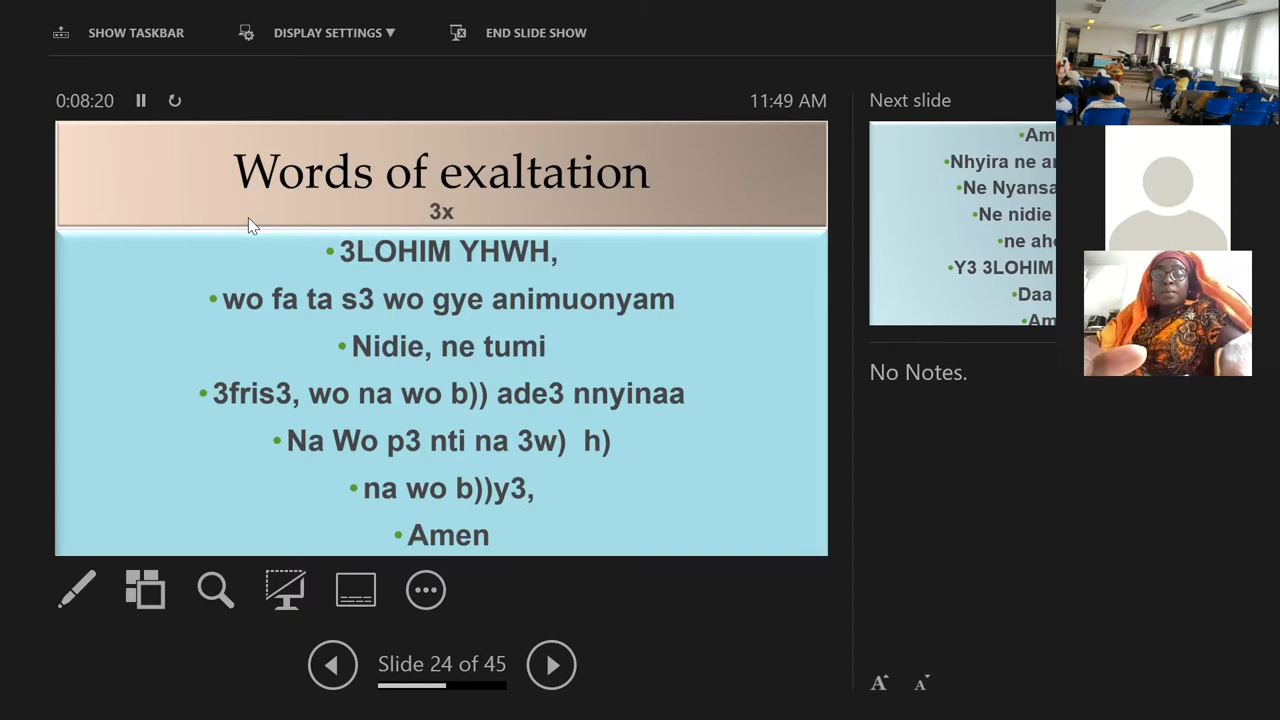 SHOW TASKBAR DISPLAY SETTINGS ▼ END SLIDE SHOW
0:08:20 11:49 AM
Words of exaltation
3x
•3LOHIM YHWH,
•wo fa ta s3 wo gye animuonyam
•Nidie, ne tumi
•3fris3, wo na wo b)) ade3 nnyinaa
•Na Wo p3 nti na 3w) h)
•na wo b))y3,
•Amen
Slide 24 of 45
Next slide
•Am
•Nhyira ne
•Ne Nyansa
•Ne nidie
•ne
•Y3 3LOHIM
•Daa
•Am
No Notes.
A A